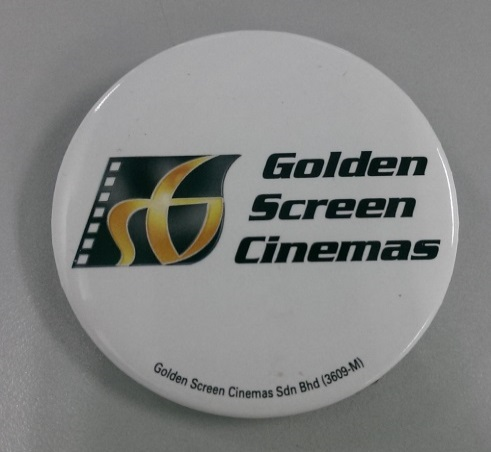 Golden
Screen
Cinemas
Golden Screen Cinemas Sdn Bhd (3609-M)